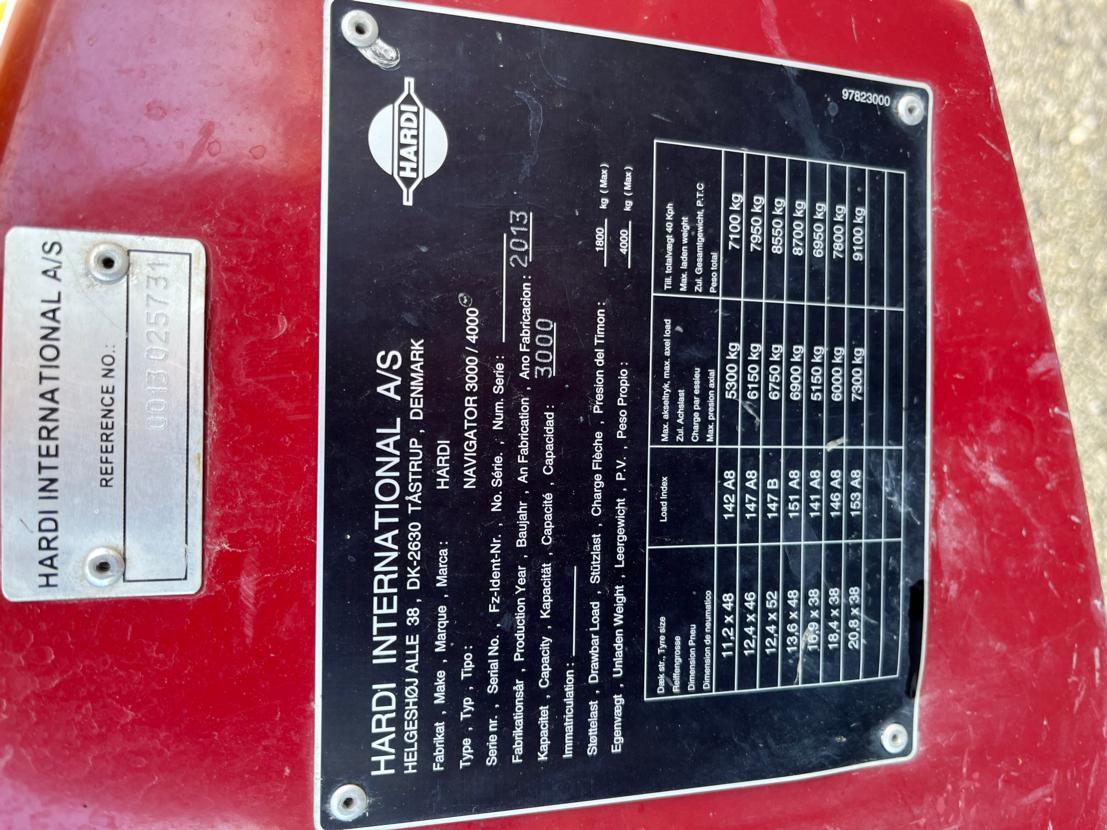 HARDI INTERNATIONAL A/S
REFERENCE NO.:
0013025731
HARDI
HARDI INTERNATIONAL A/S
HELGESHØJ ALLE 38 , DK-2630 TÅSTRUP , DENMARK
Fabrikat , Make , Marque , Marca : HARDI
Type , Typ , Tipo : NAVIGATOR 3000 / 4000
Serie nr. , Serial No. , Fz-Ident-Nr. , No. Série. , Num. Serie :
Fabrikationsår , Production Year , Baujahr , An Fabrication , Ano Fabricacion : 2013
Kapacitet , Capacity , Kapazität , Capacité , Capacidad : 3000
Immatriculation :
Støttelast , Drawbar Load , Stützlast , Charge Flèche , Presion del Timon : 1800 kg ( Max )
Egenvægt , Unladen Weight , Leergewicht , P.V. , Peso Propio : 4000 kg ( Max )
Dæk str., Tyre size
Reiffengrosse
Dimension Pneu
Dimension de neumatico
Load Index
Max. akseltryk, max. axel load
Zul. Achslast
Charge par essieu
Max. presion axial
Till. totalvægt 40 Kph
Max. laden weight
Zul. Gesamtgewicht, P.T.C
Peso total
11,2 x 48 142 A8 5300 kg 7100 kg
12,4 x 46 147 A8 6150 kg 7950 kg
12,4 x 52 147 B 6750 kg 8550 kg
13,6 x 48 151 A8 6900 kg 8700 kg
16,9 x 38 141 A8 5150 kg 6950 kg
18,4 x 38 146 A8 6000 kg 7800 kg
20,8 x 38 153 A8 7300 kg 9100 kg
97823000